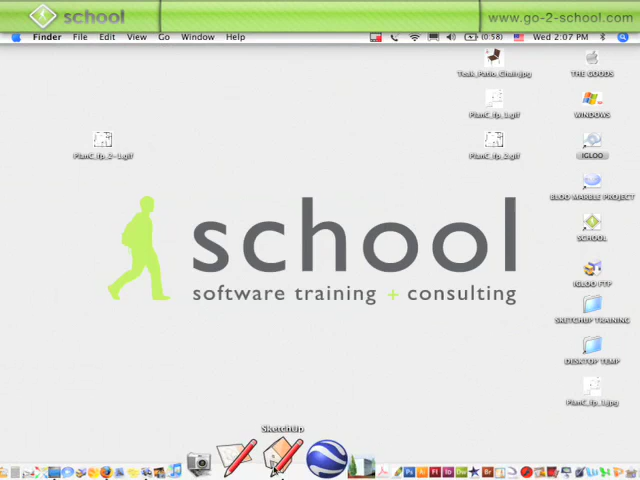 school
www.go-2-school.com
Finder File Edit View Go Window Help
(0:58) Wed 2:07 PM
Teak_Patio_Chair.jpg
THE GOODS
PlanC_fp_1.gif
WINDOWS
PlanC_fp_2-1.gif
PlanC_fp_2.gif
IGLOO
BLOO MARBLE PROJECT
SCHOOL
school
software training + consulting
IGLOO FTP
SKETCHUP TRAINING
DESKTOP TEMP
PlanC_fp_1.jpg
SketchUp